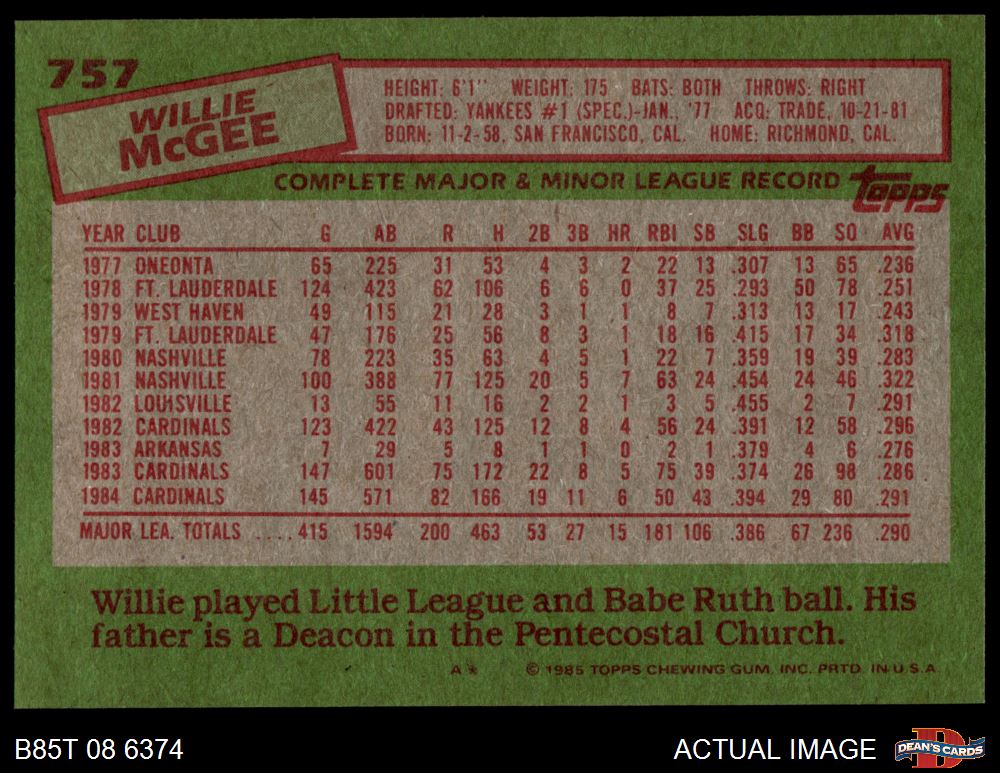 757
WILLIE
McGEE
HEIGHT: 6'1" WEIGHT: 175 BATS: BOTH THROWS: RIGHT
DRAFTED: YANKEES #1 (SPEC.)-JAN., '77 ACQ: TRADE, 10-21-81
BORN: 11-2-58, SAN FRANCISCO, CAL. HOME: RICHMOND, CAL.
COMPLETE MAJOR & MINOR LEAGUE RECORD topps
YEAR CLUB G AB R H 2B 3B HR RBI SB SLG BB SO AVG
1977 ONEONTA 65 225 31 53 4 3 2 22 13 .307 13 65 .236
1978 FT. LAUDERDALE 124 423 62 106 6 6 0 37 25 .293 50 78 .251
1979 WEST HAVEN 49 115 21 28 3 1 1 8 7 .313 13 17 .243
1979 FT. LAUDERDALE 47 176 25 56 8 3 1 18 16 .415 17 34 .318
1980 NASHVILLE 78 223 35 63 4 5 1 22 7 .359 19 39 .283
1981 NASHVILLE 100 388 77 125 20 5 7 63 24 .454 24 46 .322
1982 LOUISVILLE 13 55 11 16 2 2 1 3 5 .455 2 7 .291
1982 CARDINALS 123 422 43 125 12 8 4 56 24 .391 12 58 .296
1983 ARKANSAS 7 29 5 8 1 1 0 2 1 .379 4 6 .276
1983 CARDINALS 147 601 75 172 22 8 5 75 39 .374 26 98 .286
1984 CARDINALS 145 571 82 166 19 11 6 50 43 .394 29 80 .291
MAJOR LEA. TOTALS .... 415 1594 200 463 53 27 15 181 106 .386 67 236 .290
Willie played Little League and Babe Ruth ball. His
father is a Deacon in the Pentecostal Church.
A* © 1985 TOPPS CHEWING GUM, INC. PRTD. IN U.S.A.
B85T 08 6374 ACTUAL IMAGE D DEAN'S CARDS